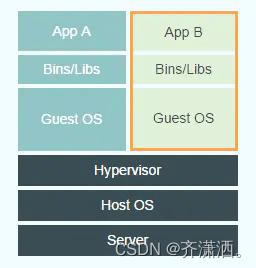 App A
App B
Bins/Libs
Bins/Libs
Guest OS
Guest OS
Hypervisor
Host OS
Server
CSDN @齐潇洒。